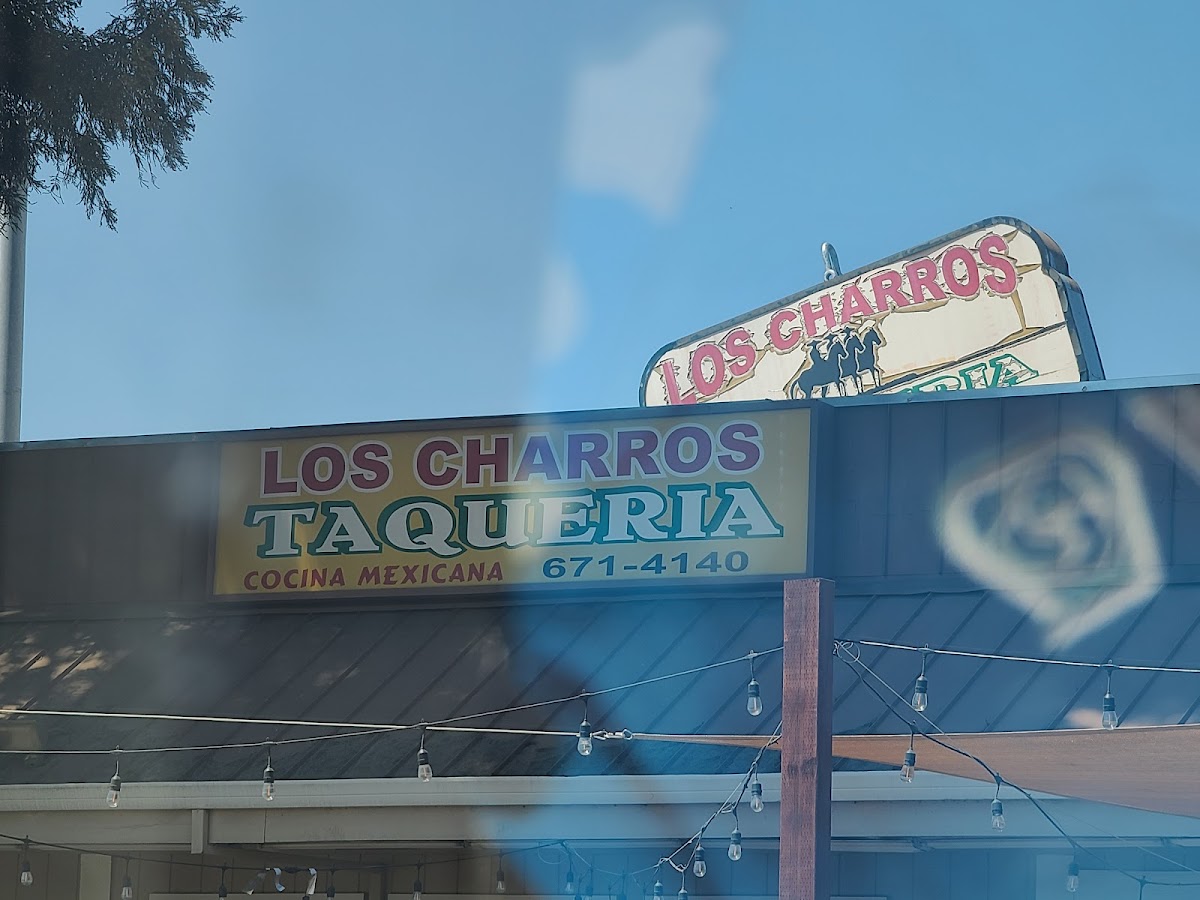 LOS CHARROS
LOS CHARROS
TAQUERIA
COCINA MEXICANA 671-4140